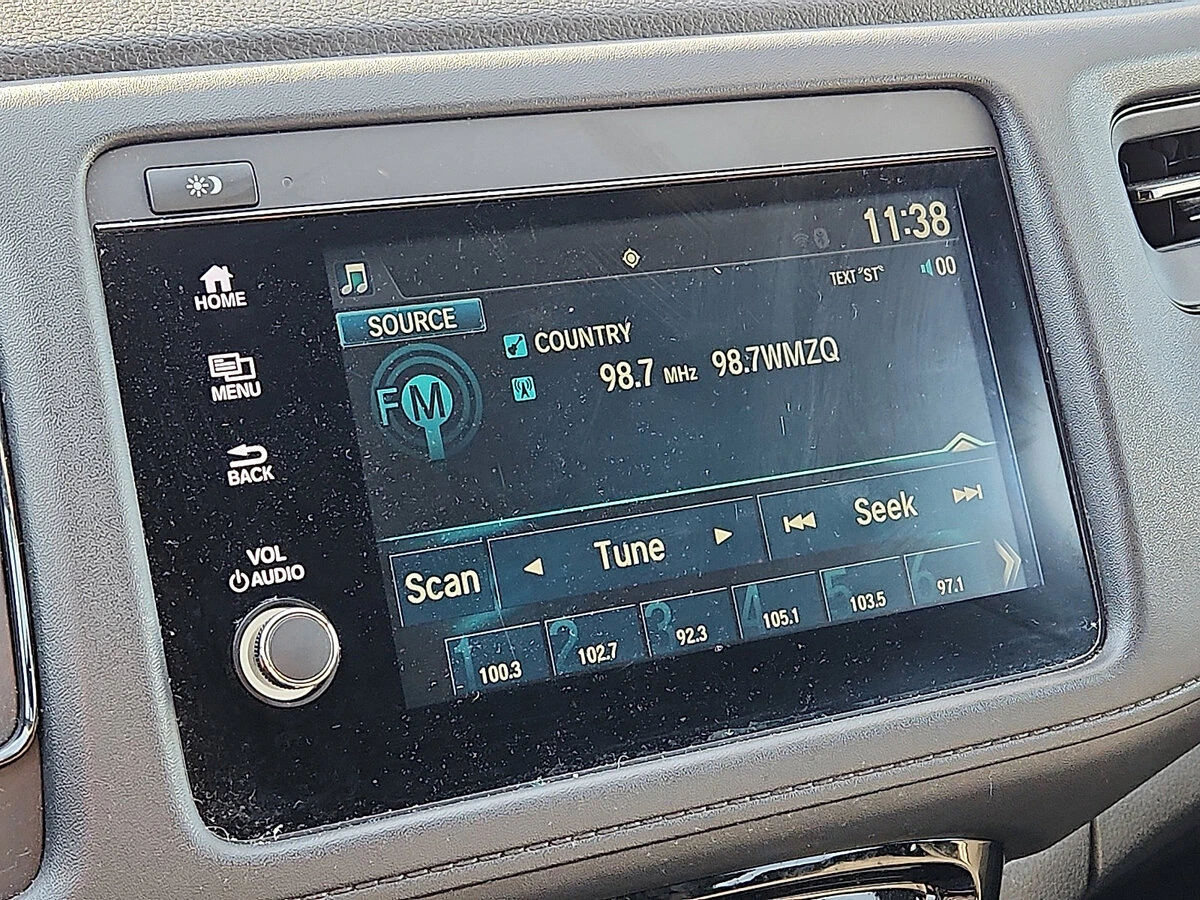 11:38
TEXT "ST" 00
HOME
SOURCE
COUNTRY
98.7 MHz 98.7WMZQ
MENU
FM
BACK
Scan Tune Seek
VOL
AUDIO
1 100.3 2 102.7 3 92.3 4 105.1 5 103.5 6 97.1